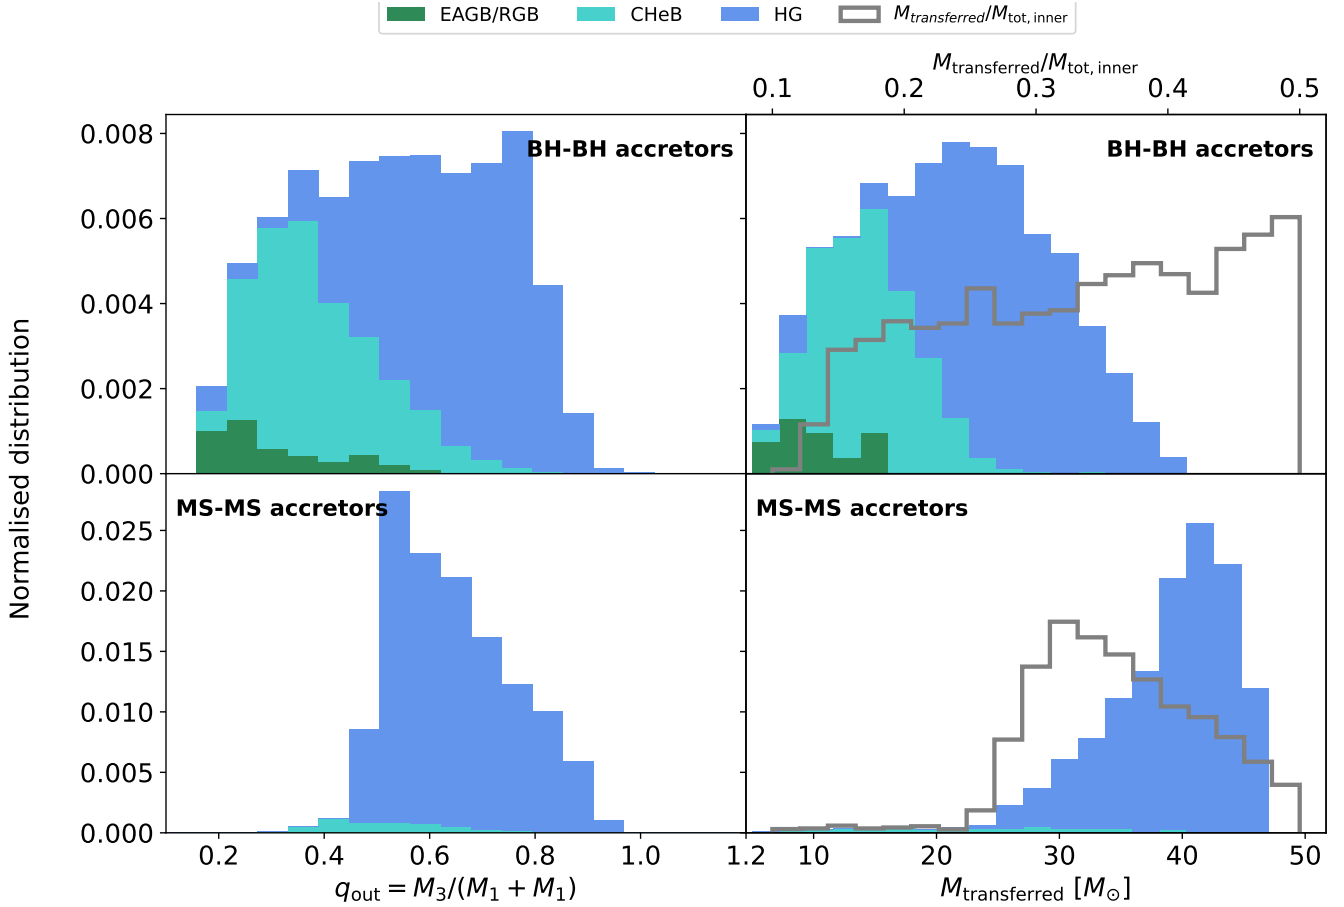 EAGB/RGB CHeB HG M_transferred/M_tot, inner
M_transferred/M_tot, inner
0.1 0.2 0.3 0.4 0.5
BH-BH accretors
0.008
0.006
0.004
0.002
0.000
BH-BH accretors
Normalised distribution
MS-MS accretors
0.025
0.020
0.015
0.010
0.005
0.000
0.2 0.4 0.6 0.8 1.0 1.2
q_out = M_3/(M_1 + M_1)
MS-MS accretors
10 20 30 40 50
M_transferred [M_⊙]